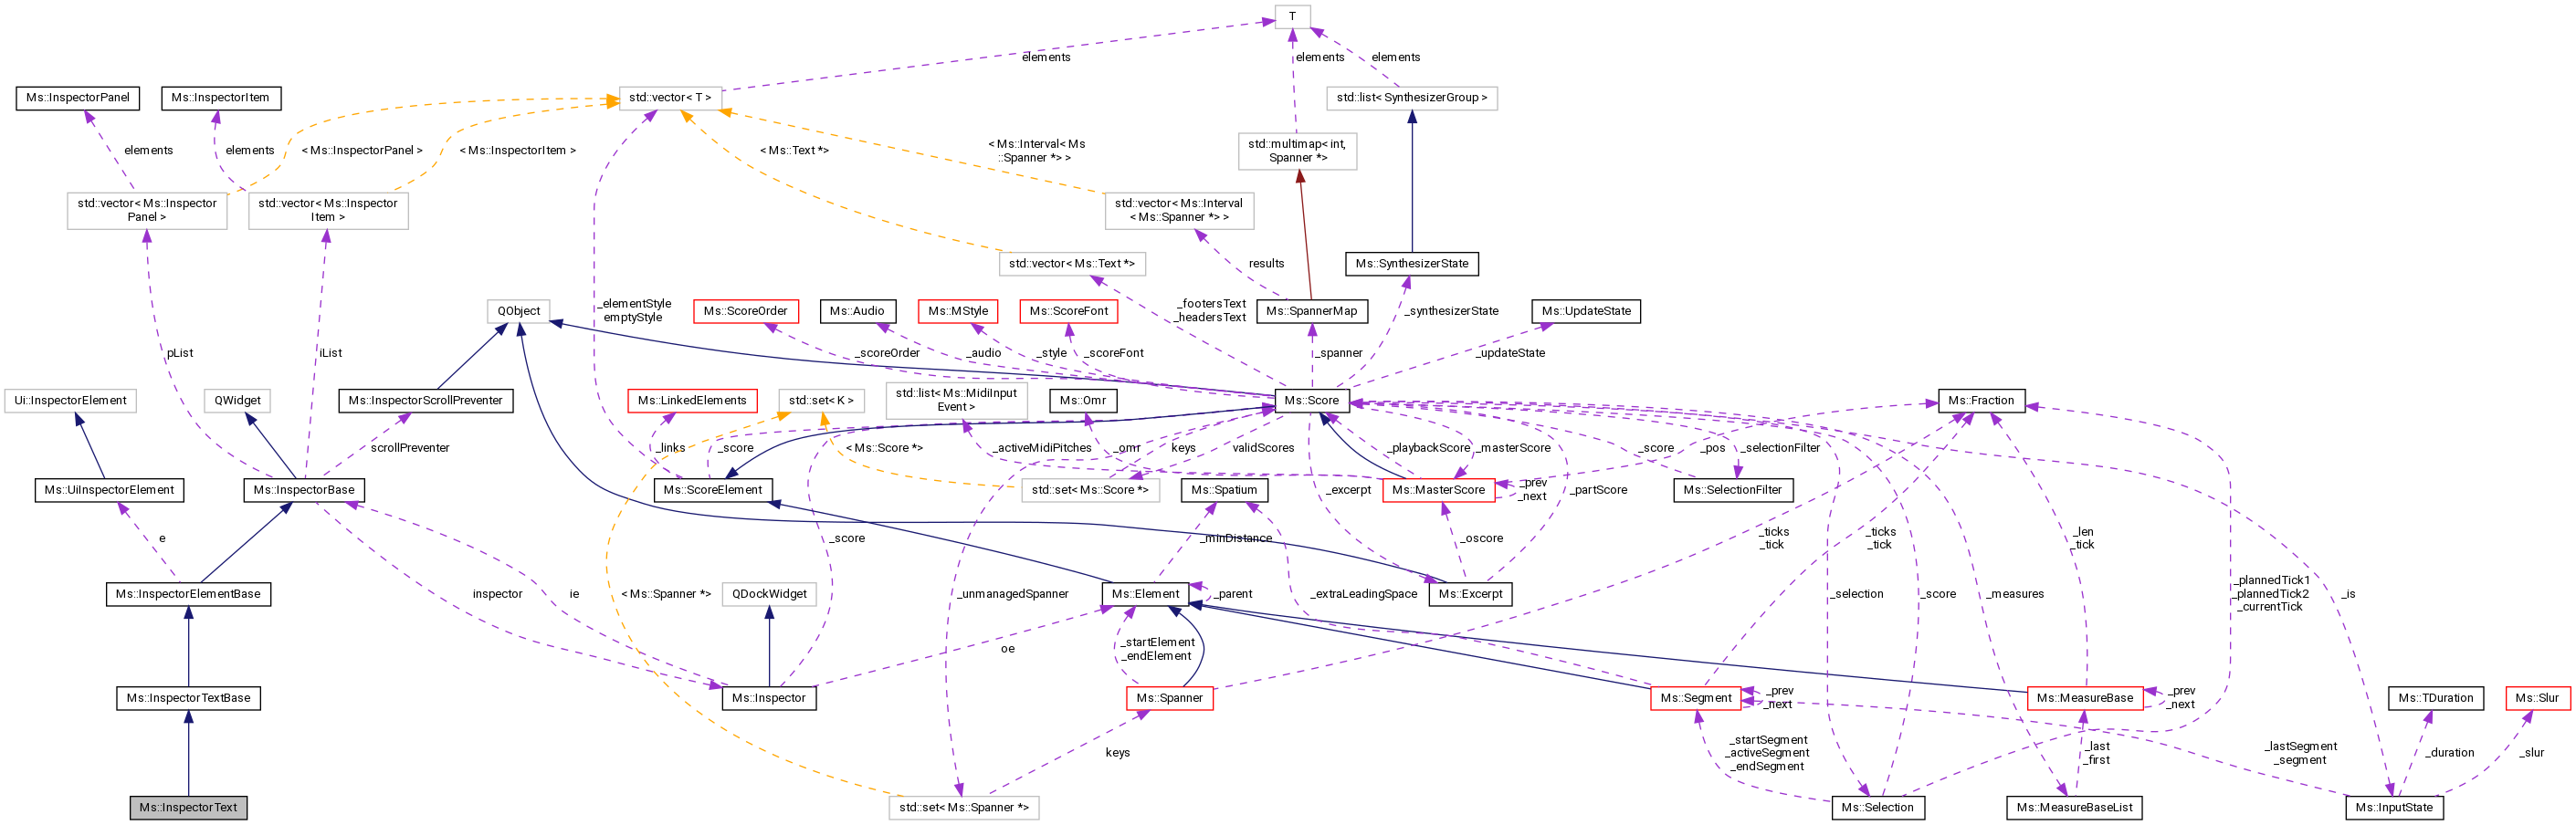 T
elements
elements
elements
Ms::InspectorPanel
Ms::InspectorItem
std::vector< T >
std::list< SynthesizerGroup >
elements
elements
< Ms::InspectorPanel >
< Ms::InspectorItem >
< Ms::Text *>
< Ms::Interval< Ms
::Spanner *> >
std::multimap< int,
Spanner *>
std::vector< Ms::Inspector
Panel >
std::vector< Ms::Inspector
Item >
std::vector< Ms::Interval
< Ms::Spanner *> >
std::vector< Ms::Text *>
results
Ms::SynthesizerState
_elementStyle
emptyStyle
_footersText
_headersText
QObject
Ms::ScoreOrder
Ms::Audio
Ms::MStyle
Ms::ScoreFont
Ms::SpannerMap
_synthesizerState
Ms::UpdateState
pList
iList
_scoreOrder
_audio
_style
_scoreFont
_spanner
_updateState
Ui::InspectorElement
QWidget
Ms::InspectorScrollPreventer
Ms::LinkedElements
std::set< K >
std::list< Ms::MidiInput
Event >
Ms::Omr
Ms::Score
Ms::Fraction
scrollPreventer
_links
_score
< Ms::Score *>
_activeMidiPitches
_omr
keys
validScores
_playbackScore
_masterScore
_score
_pos
_selectionFilter
Ms::UiInspectorElement
Ms::InspectorBase
Ms::ScoreElement
std::set< Ms::Score *>
Ms::Spatium
Ms::MasterScore
_prev
_next
Ms::SelectionFilter
_excerpt
_partScore
e
_score
_minDistance
_oscore
_ticks
_tick
_ticks
_tick
_len
_tick
Ms::InspectorElementBase
inspector
ie
QDockWidget
< Ms::Spanner *>
_unmanagedSpanner
Ms::Element
_parent
_extraLeadingSpace
Ms::Excerpt
_selection
_score
_measures
_plannedTick1
_plannedTick2
_currentTick
_is
oe
_startElement
_endElement
Ms::InspectorTextBase
Ms::Inspector
Ms::Spanner
Ms::Segment
_prev
_next
Ms::MeasureBase
_prev
_next
Ms::TDuration
Ms::Slur
keys
_startSegment
_activeSegment
_endSegment
_last
_first
_lastSegment
_segment
_duration
_slur
Ms::InspectorText
std::set< Ms::Spanner *>
Ms::Selection
Ms::MeasureBaseList
Ms::InputState